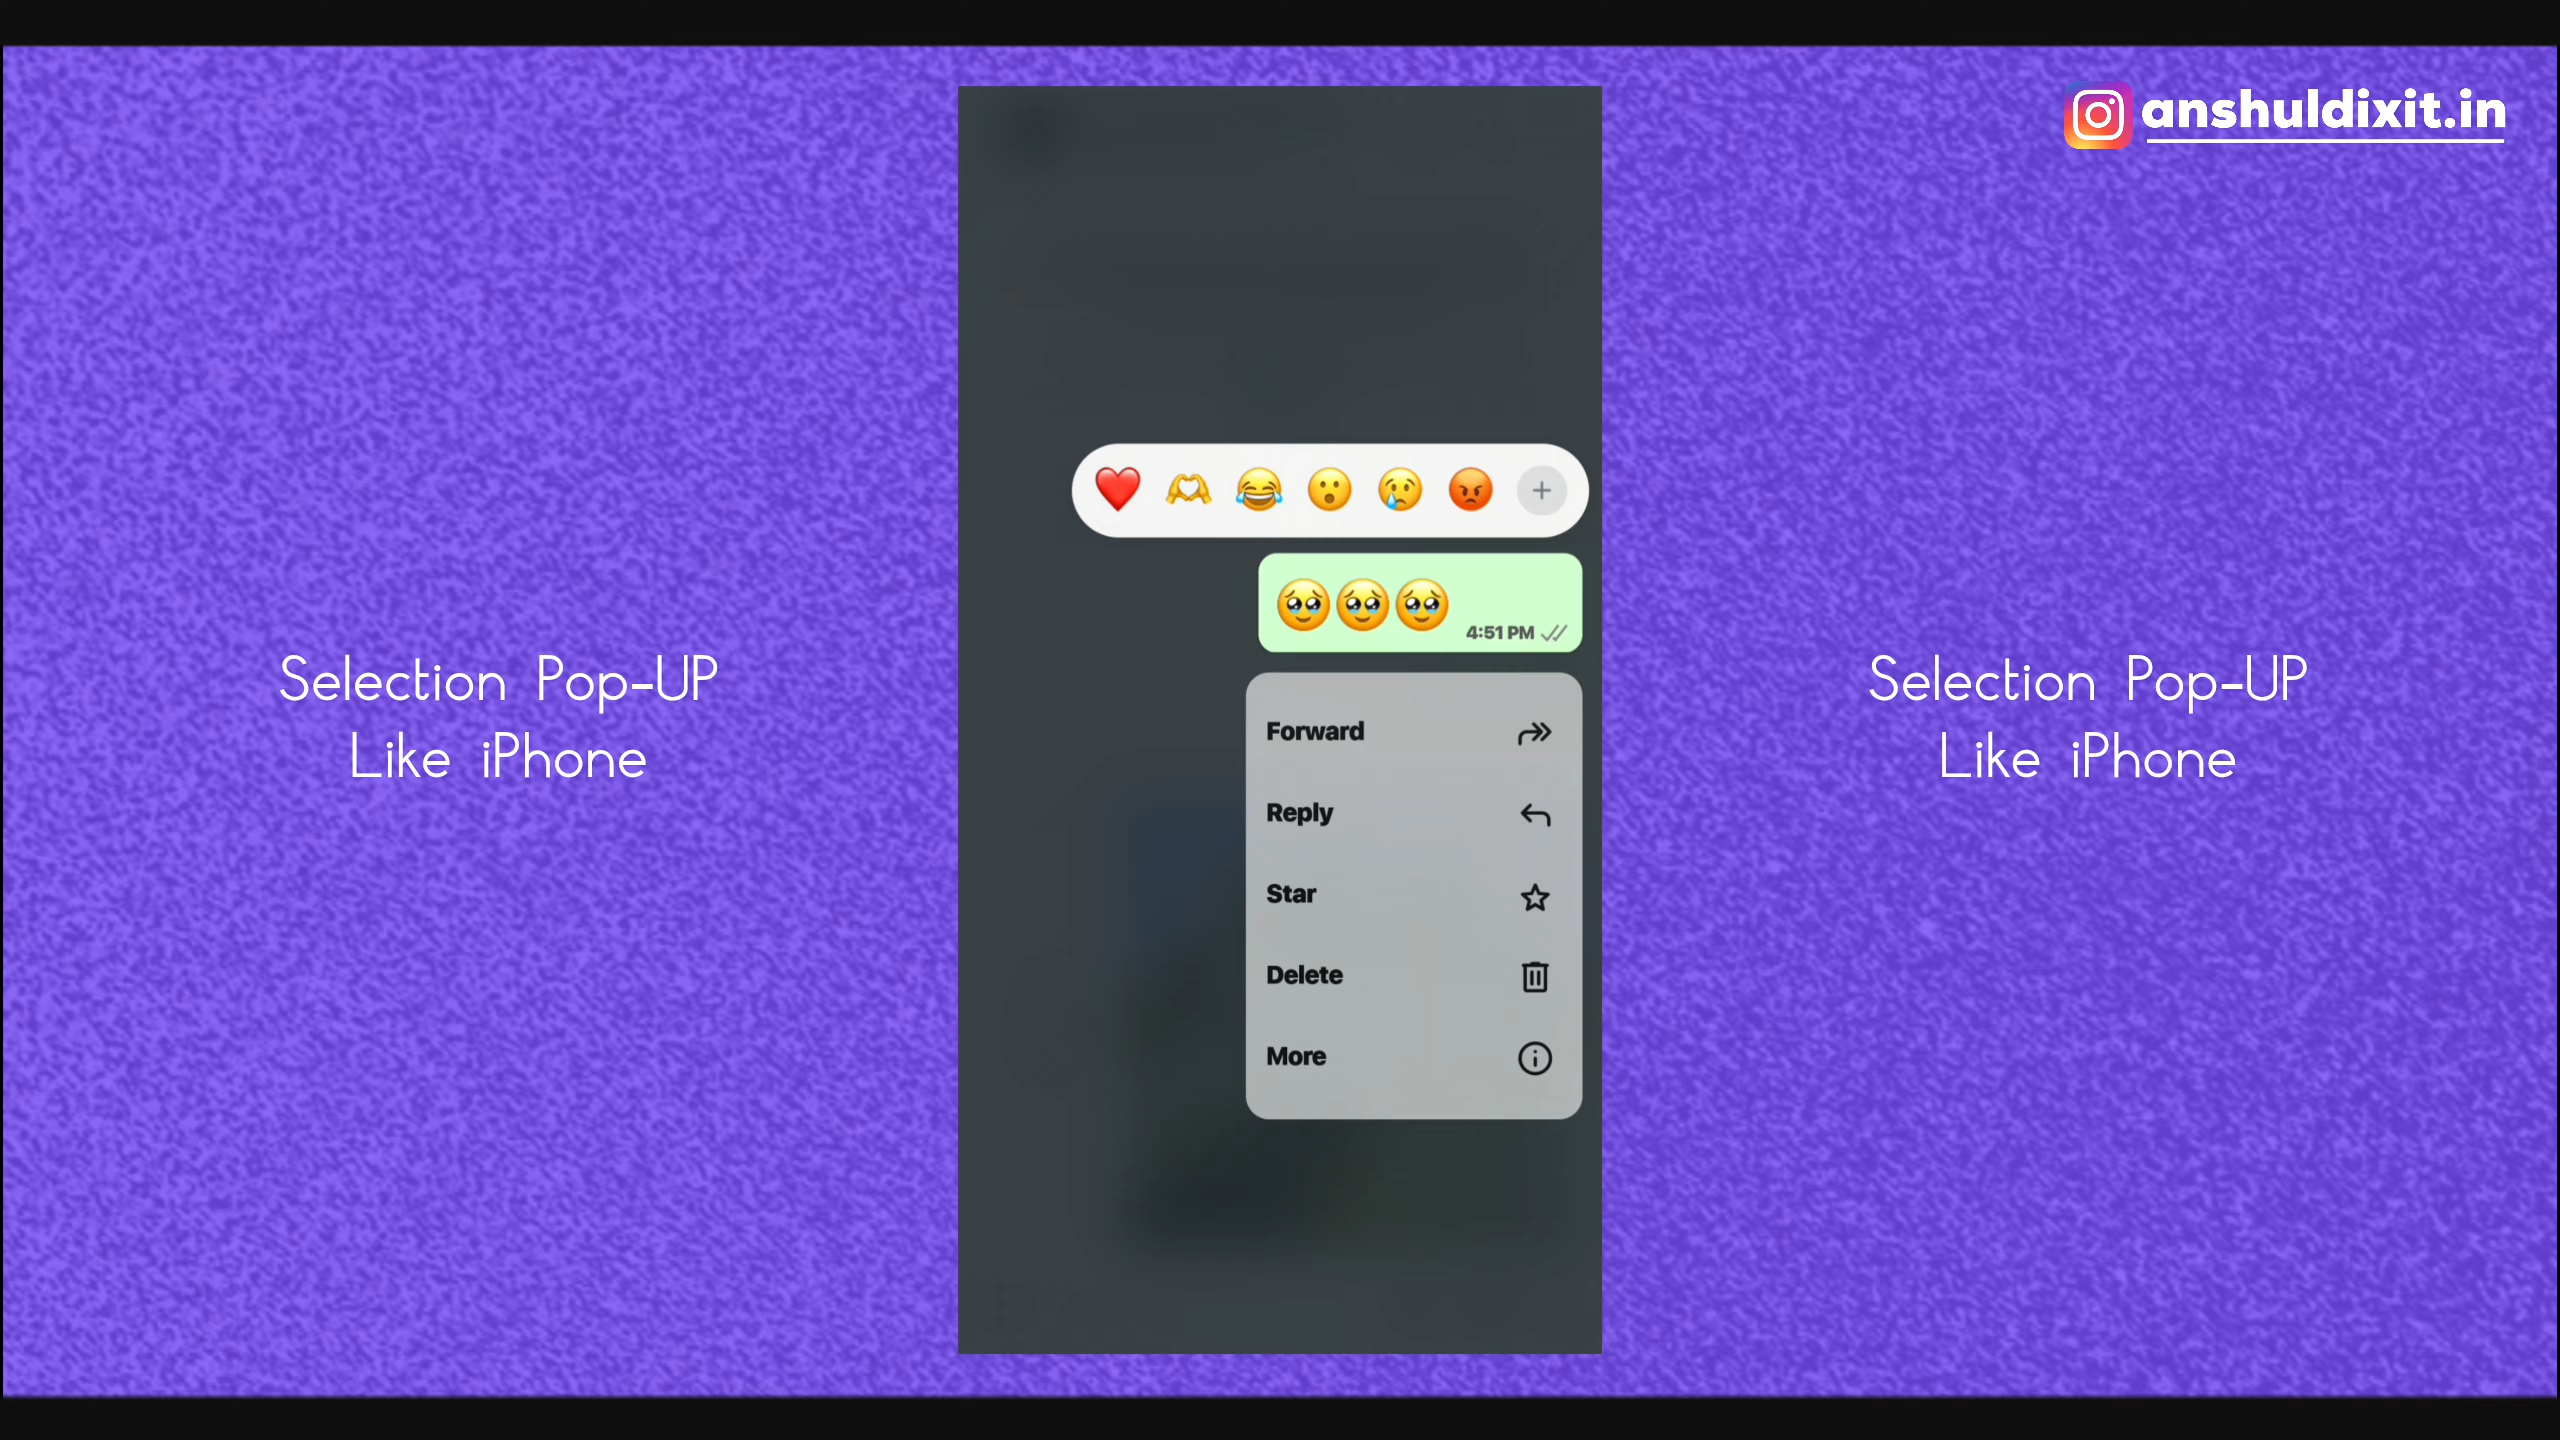 anshuldixit.in
❤️ 🫶 😂 😮 😢 😡 +
🥹🥹🥹 4:51 PM
Selection Pop-UP
Like iPhone
Forward
Reply
Star
Delete
More
Selection Pop-UP
Like iPhone